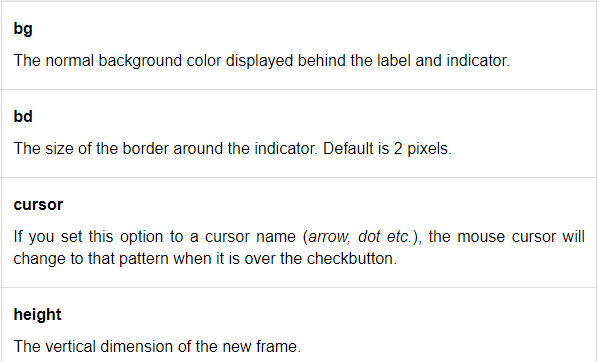 bg
The normal background color displayed behind the label and indicator.
bd
The size of the border around the indicator. Default is 2 pixels.
cursor
If you set this option to a cursor name (arrow, dot etc.), the mouse cursor will
change to that pattern when it is over the checkbutton.
height
The vertical dimension of the new frame.